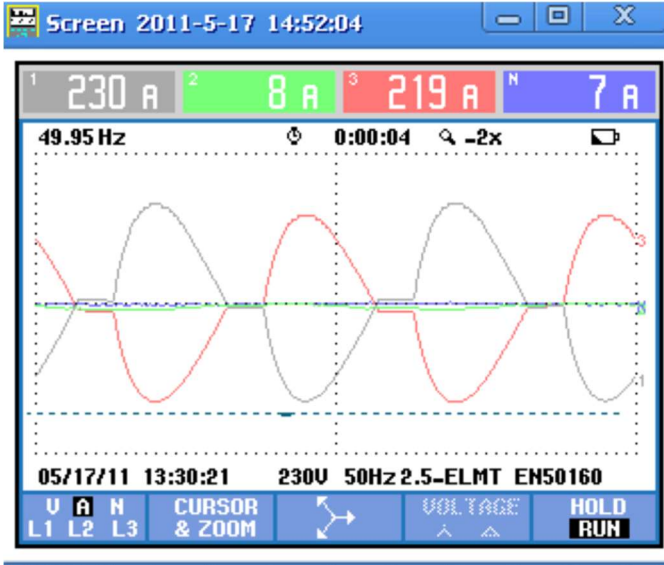 Screen 2011-5-17 14:52:04
1 230 A 2 8 A 3 219 A N 7 A
49.95 Hz 0:00:04 -2x
3
1
05/17/11 13:30:21 230V 50Hz 2.5-ELMT EN50160
V A N CURSOR VOLTAGE HOLD
L1 L2 L3 & ZOOM RUN